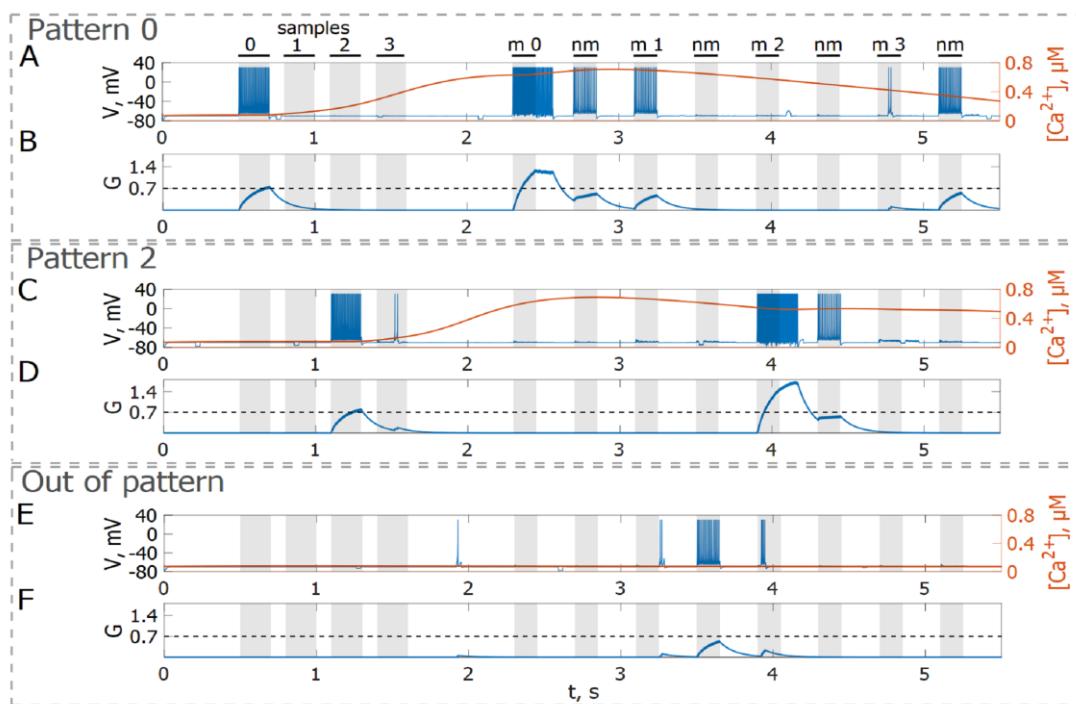 Pattern 0
samples
A
0 1 2 3 m 0 nm m 1 nm m 2 nm m 3 nm
V, mV
40
0
-40
-80
0.8
0.4
0
[Ca²⁺], µM
0 1 2 3 4 5
B
G
1.4
0.7
0 1 2 3 4 5
Pattern 2
C
V, mV
40
0
-40
-80
0.8
0.4
0
[Ca²⁺], µM
0 1 2 3 4 5
D
G
1.4
0.7
0 1 2 3 4 5
Out of pattern
E
V, mV
40
0
-40
-80
0.8
0.4
0
[Ca²⁺], µM
0 1 2 3 4 5
F
G
1.4
0.7
0 1 2 3 4 5
t, s